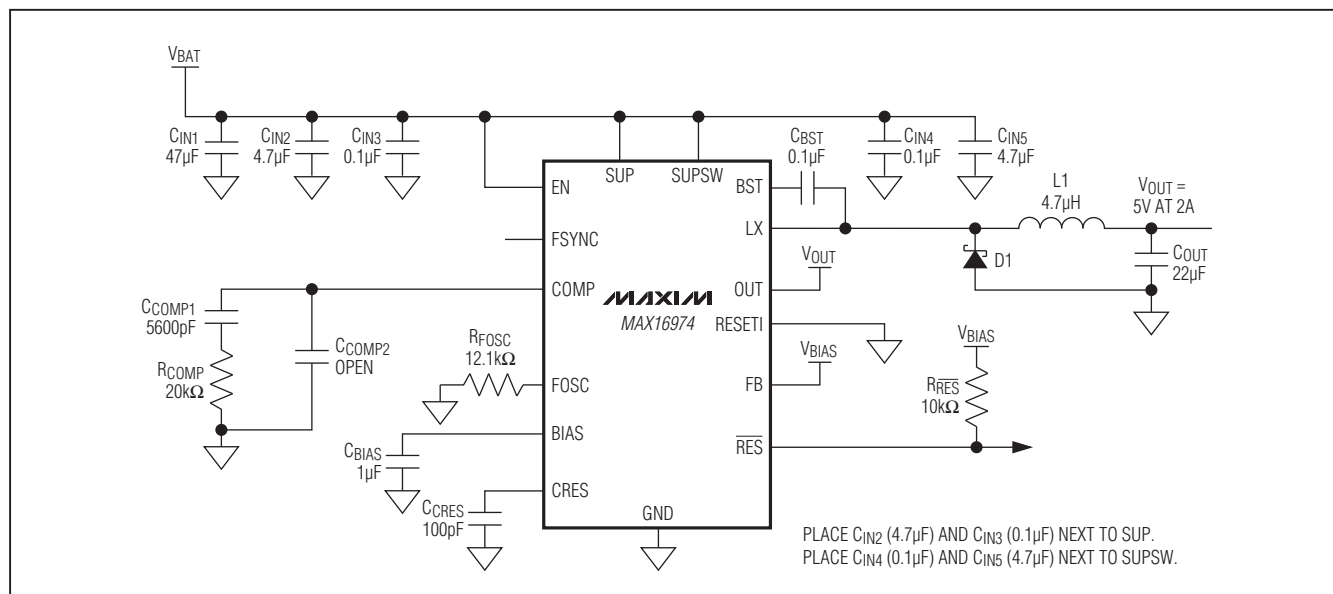 VBAT
CIN1
47µF
CIN2
4.7µF
CIN3
0.1µF
CBST
0.1µF
CIN4
0.1µF
CIN5
4.7µF
SUP
SUPSW
EN
BST
L1
4.7µH
VOUT =
5V AT 2A
LX
FSYNC
D1
COUT
22µF
VOUT
COMP
MAXIM
MAX16974
OUT
CCOMP1
5600pF
RESETI
CCOMP2
OPEN
RFOSC
12.1kΩ
VBIAS
VBIAS
RCOMP
20kΩ
FOSC
FB
RRES
10kΩ
BIAS
RES
CBIAS
1µF
CRES
CCRES
100pF
GND
PLACE CIN2 (4.7µF) AND CIN3 (0.1µF) NEXT TO SUP.
PLACE CIN4 (0.1µF) AND CIN5 (4.7µF) NEXT TO SUPSW.